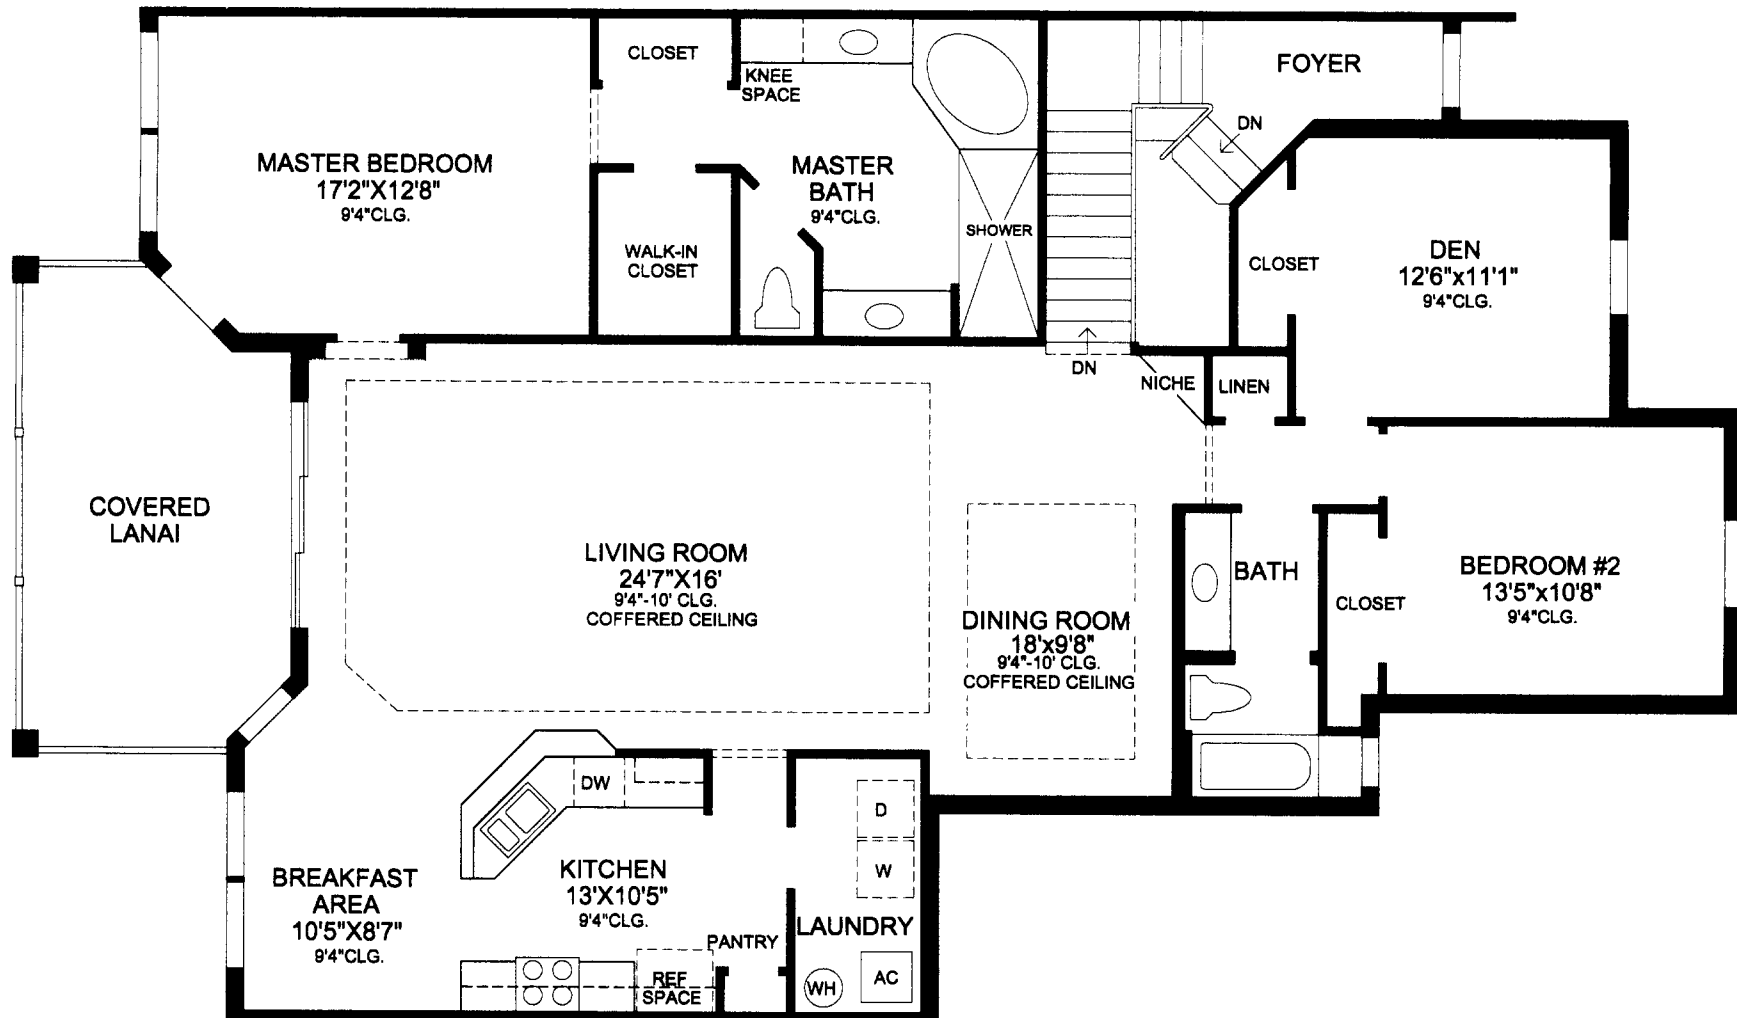 CLOSET
KNEE
SPACE
FOYER
DN
MASTER BEDROOM
17'2"X12'8"
9'4"CLG.
MASTER
BATH
9'4"CLG.
SHOWER
WALK-IN
CLOSET
CLOSET
DEN
12'6"x11'1"
9'4"CLG.
DN
NICHE
LINEN
COVERED
LANAI
LIVING ROOM
24'7"X16'
9'4"-10' CLG.
COFFERED CEILING
DINING ROOM
18'x9'8"
9'4"-10' CLG.
COFFERED CEILING
BATH
CLOSET
BEDROOM #2
13'5"x10'8"
9'4"CLG.
DW
D
W
BREAKFAST
AREA
10'5"X8'7"
9'4"CLG.
KITCHEN
13'X10'5"
9'4"CLG.
PANTRY
LAUNDRY
REF
SPACE
WH
AC